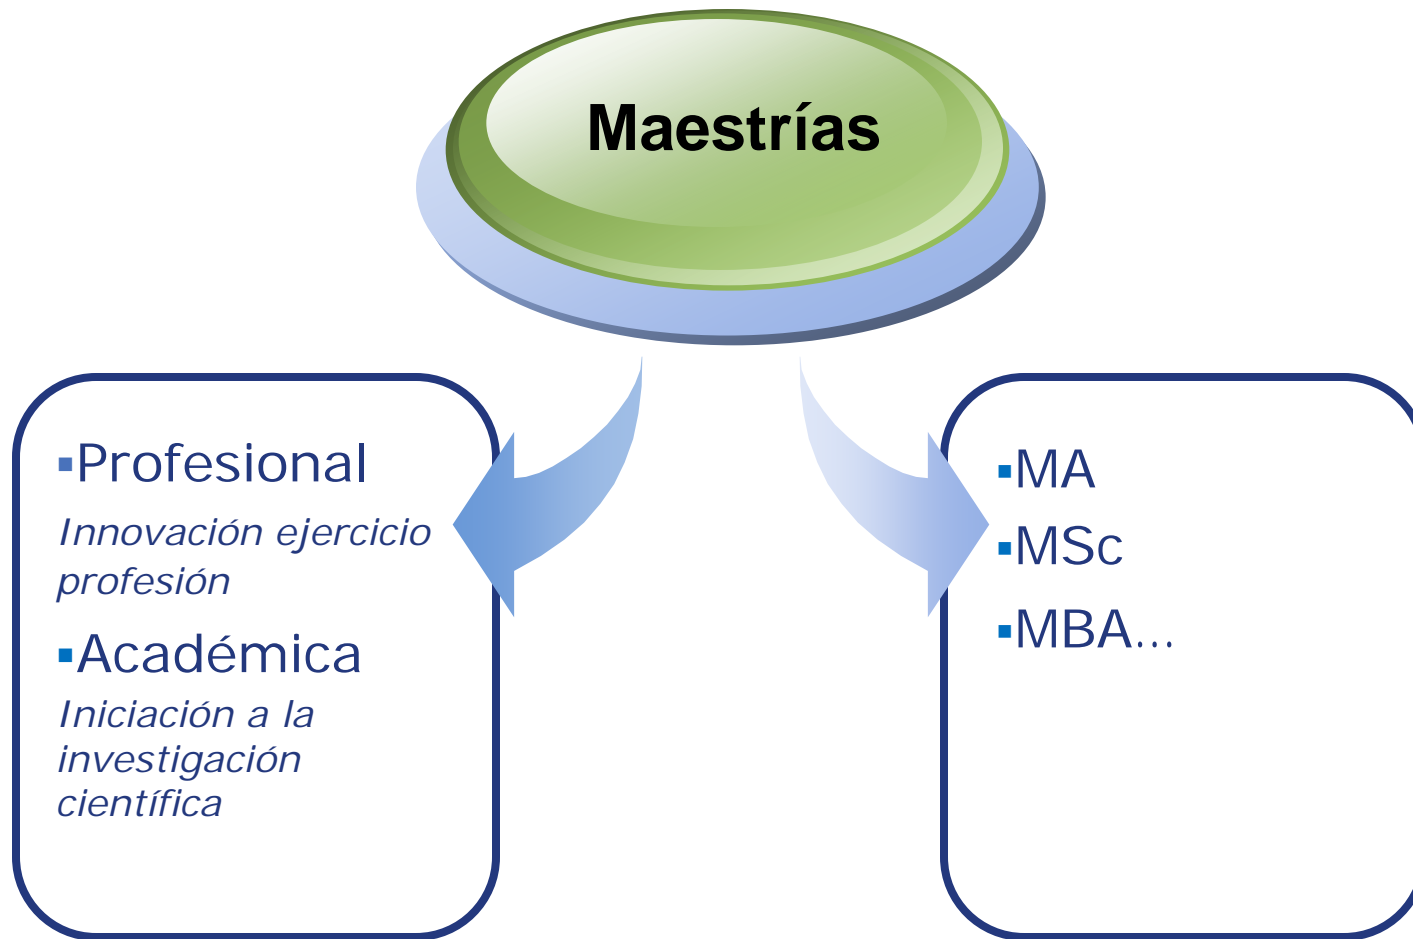 Maestrías
▪Profesional
Innovación ejercicio
profesión
▪Académica
Iniciación a la
investigación
científica
▪MA
▪MSc
▪MBA...